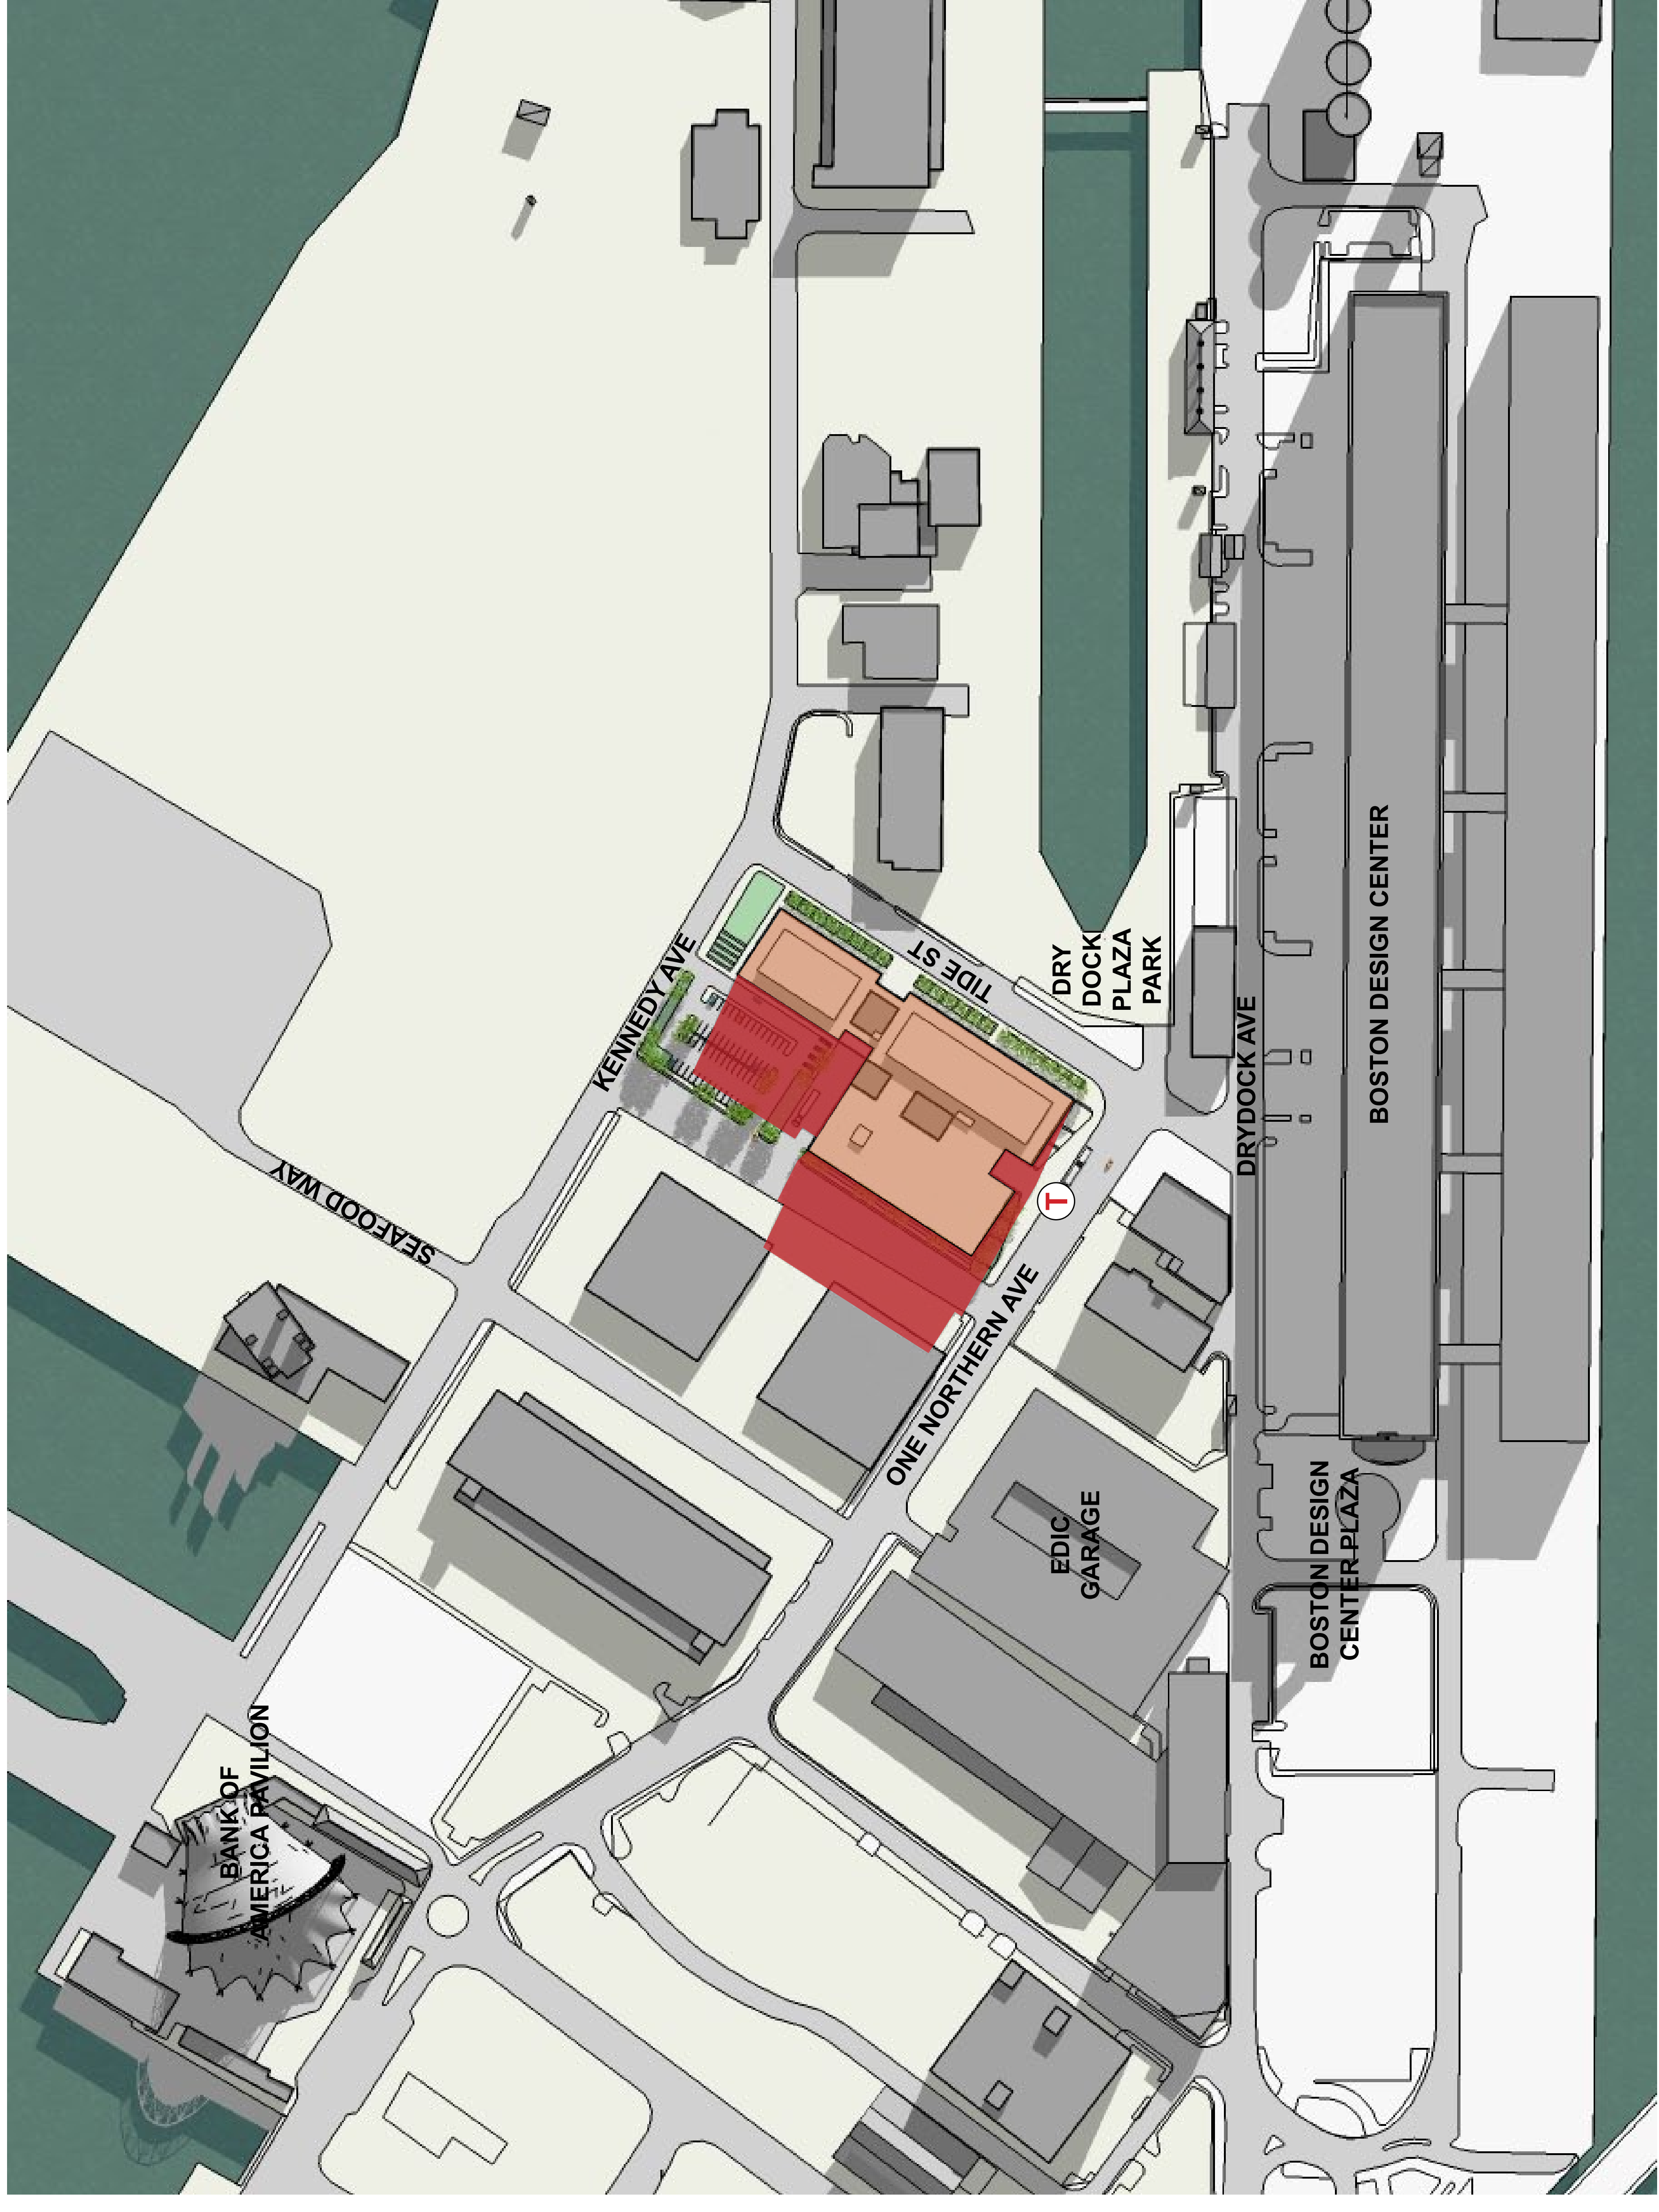 KENNEDY AVE
TIDE ST
DRY
DOCK
PLAZA
PARK
DRYDOCK AVE
BOSTON DESIGN CENTER
SEAFOOD WAY
T
ONE NORTHERN AVE
EDIC
GARAGE
BOSTON DESIGN
CENTER PLAZA
BANK OF
AMERICA PAVILION